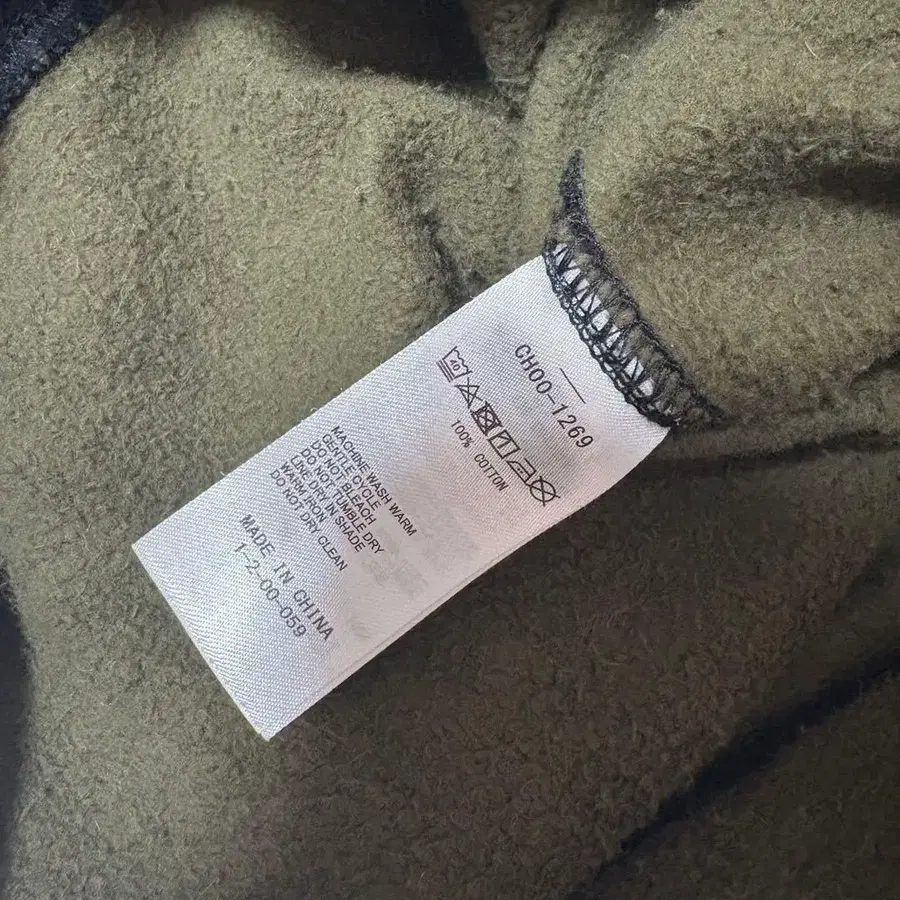 CH00-1269
40
100% COTTON
MACHINE WASH WARM
GENTLE CYCLE
DO NOT BLEACH
DO NOT TUMBLE DRY
LINE DRY IN SHADE
WARM IRON
DO NOT DRY CLEAN
MADE IN CHINA
1-2-00-059